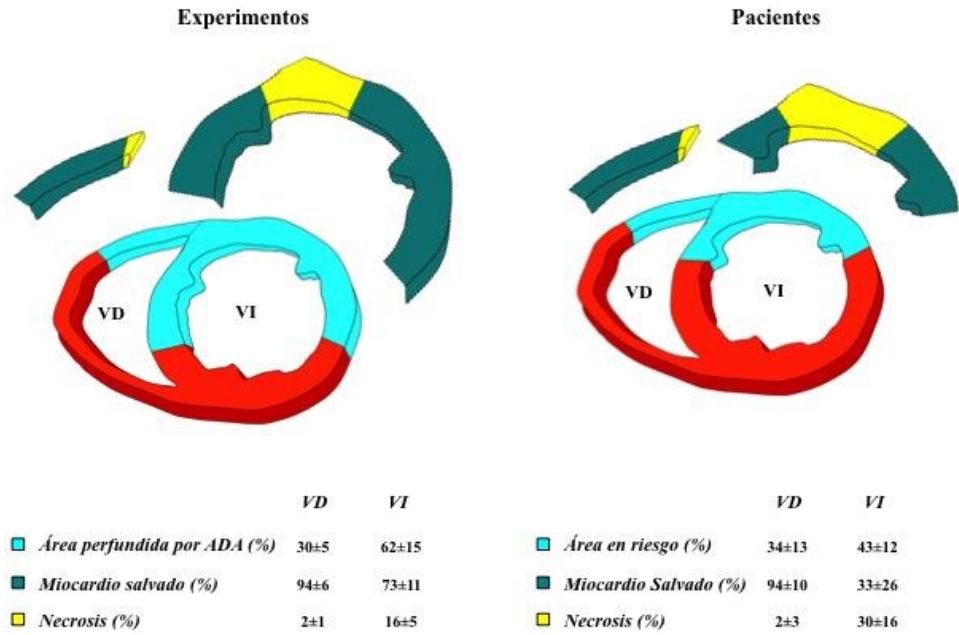 Experimentos
Pacientes
VD
VI
VD
VI
VD VI
Área perfundida por ADA (%) 30±5 62±15
Miocardio salvado (%) 94±6 73±11
Necrosis (%) 2±1 16±5
VD VI
Área en riesgo (%) 34±13 43±12
Miocardio Salvado (%) 94±10 33±26
Necrosis (%) 2±3 30±16